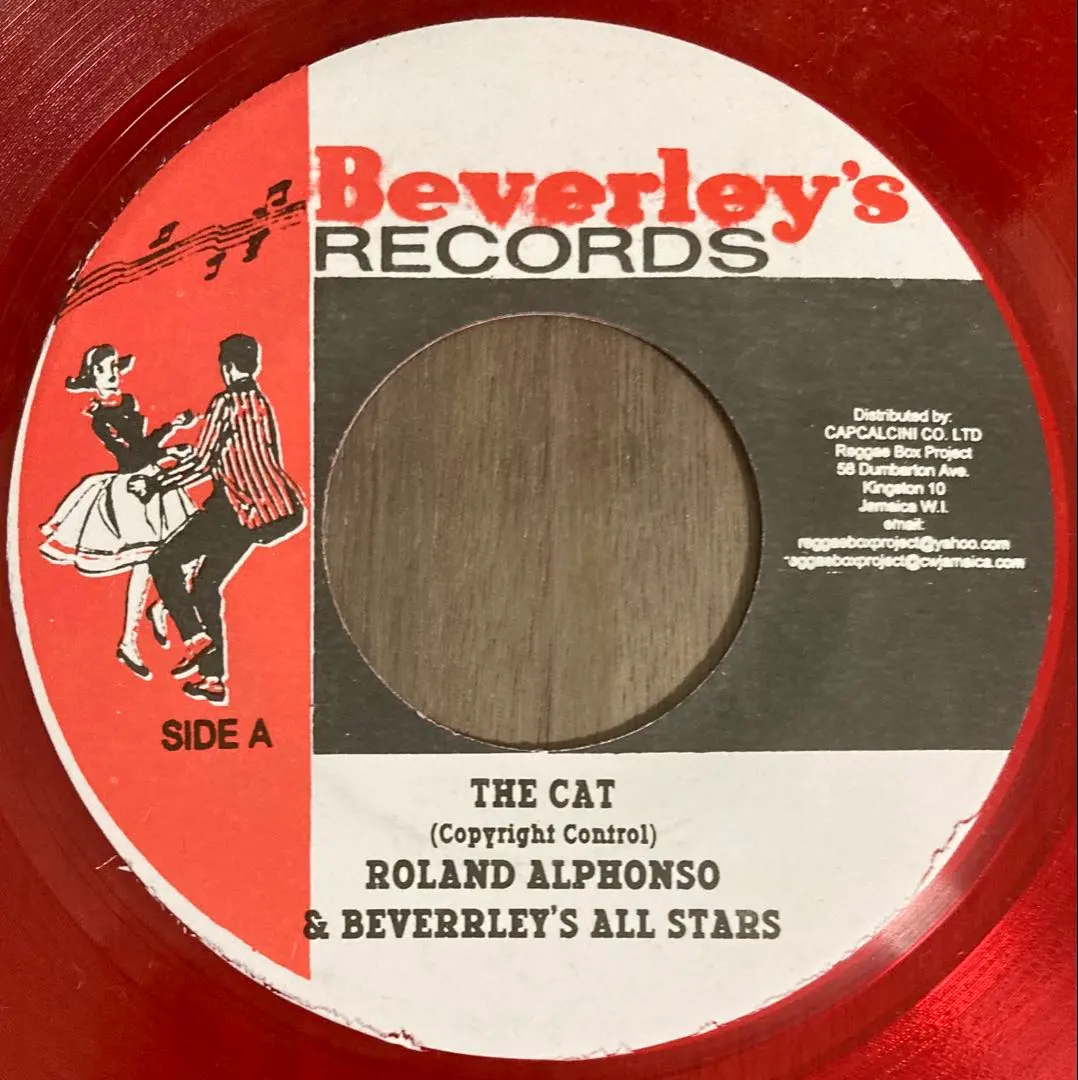 Beverley's
RECORDS
Distributed by:
CAPCALCINI CO. LTD
Reggae Box Project
58 Dumbarton Ave.
Kingston 10
Jamaica W.I.
email:
reggaeboxproject@yahoo.com
eggaeboxproject@cwjamaica.com
SIDE A
THE CAT
(Copyright Control)
ROLAND ALPHONSO
& BEVERRLEY'S ALL STARS